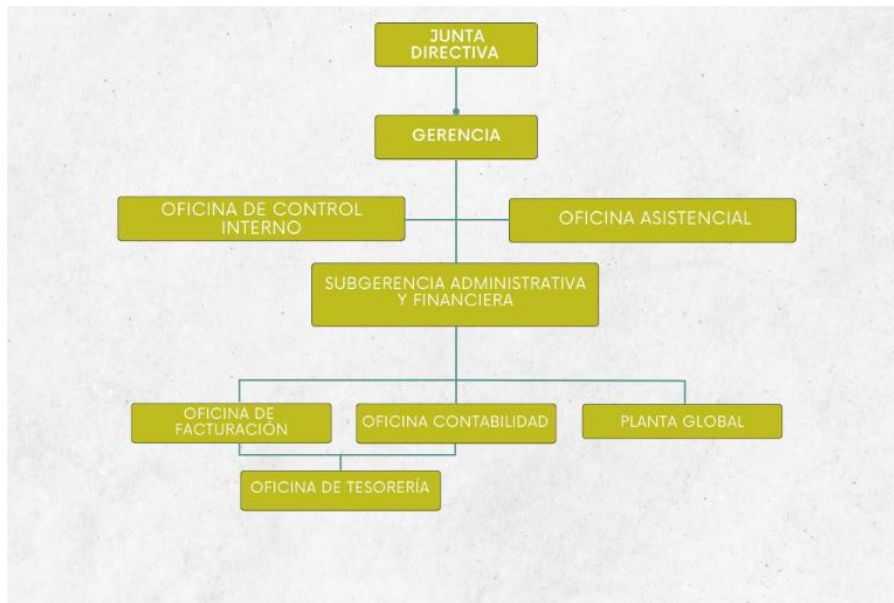 JUNTA
DIRECTIVA
GERENCIA
OFICINA DE CONTROL
INTERNO
OFICINA ASISTENCIAL
SUBGERENCIA ADMINISTRATIVA
Y FINANCIERA
OFICINA DE
FACTURACIÓN
OFICINA CONTABILIDAD
PLANTA GLOBAL
OFICINA DE TESORERÍA